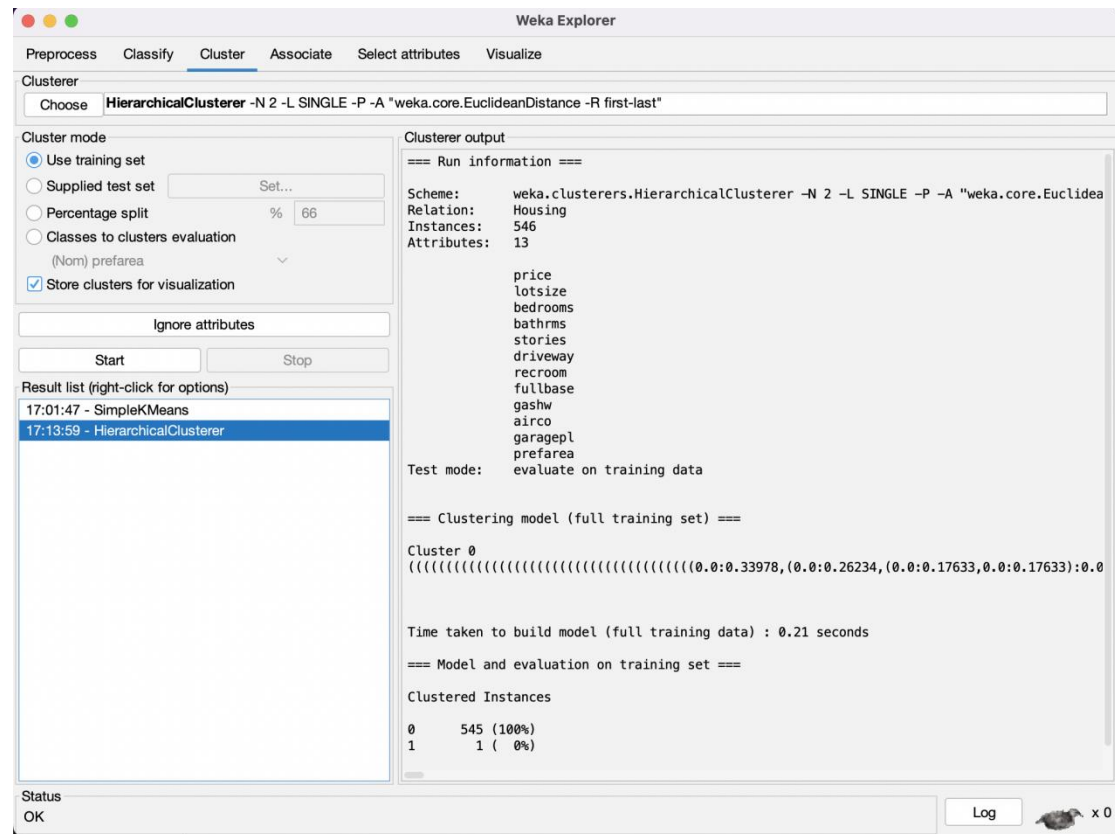 Weka Explorer
Preprocess Classify Cluster Associate Select attributes Visualize
Clusterer
Choose HierarchicalClusterer -N 2 -L SINGLE -P -A "weka.core.EuclideanDistance -R first-last"
Cluster mode
Use training set
Supplied test set Set...
Percentage split % 66
Classes to clusters evaluation
(Nom) prefarea
Store clusters for visualization
Ignore attributes
Start Stop
Result list (right-click for options)
17:01:47 - SimpleKMeans
17:13:59 - HierarchicalClusterer
Clusterer output
=== Run information ===
Scheme: weka.clusterers.HierarchicalClusterer -N 2 -L SINGLE -P -A "weka.core.Euclidea
Relation: Housing
Instances: 546
Attributes: 13
price
lotsize
bedrooms
bathrms
stories
driveway
recroom
fullbase
gashw
airco
garagepl
prefarea
Test mode: evaluate on training data
=== Clustering model (full training set) ===
Cluster 0
((((((((((((((((((((((((((((((((((((((0.0:0.33978,(0.0:0.26234,(0.0:0.17633,0.0:0.17633):0.0
Time taken to build model (full training data) : 0.21 seconds
=== Model and evaluation on training set ===
Clustered Instances
0 545 (100%)
1 1 ( 0%)
Status
OK
Log x 0